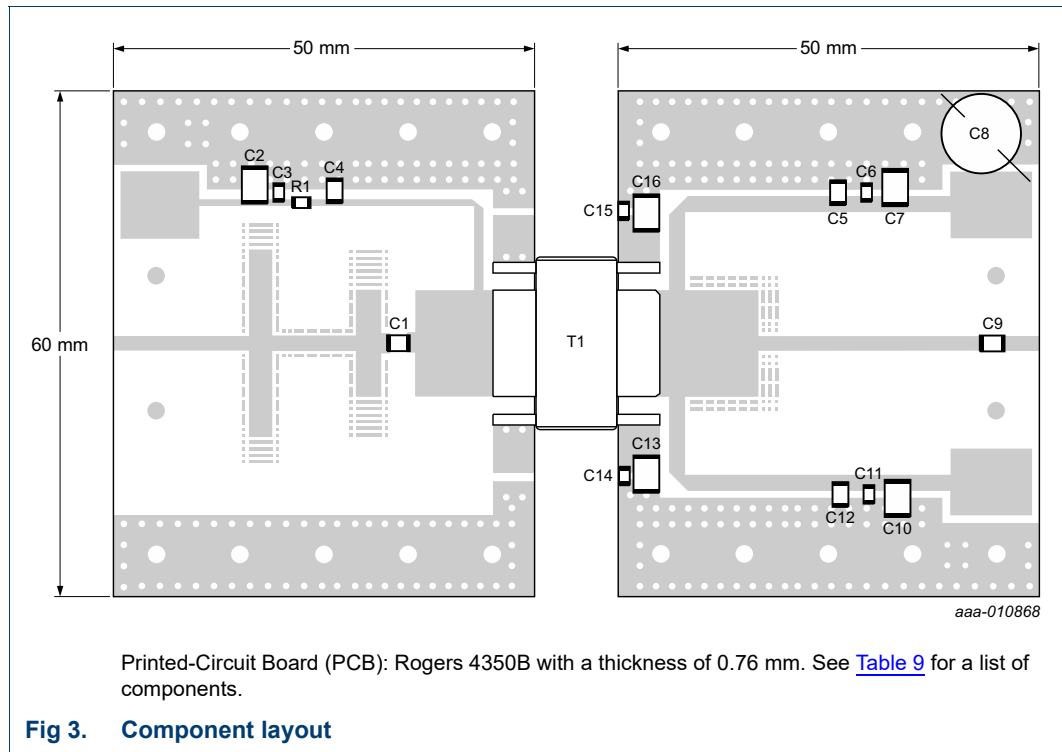 50 mm
50 mm
C8
C2
C3
R1
C4
C16
C15
C5
C6
C7
60 mm
C1
T1
C9
C13
C14
C11
C12
C10
aaa-010868
Printed-Circuit Board (PCB): Rogers 4350B with a thickness of 0.76 mm. See Table 9 for a list of
components.
Fig 3. Component layout